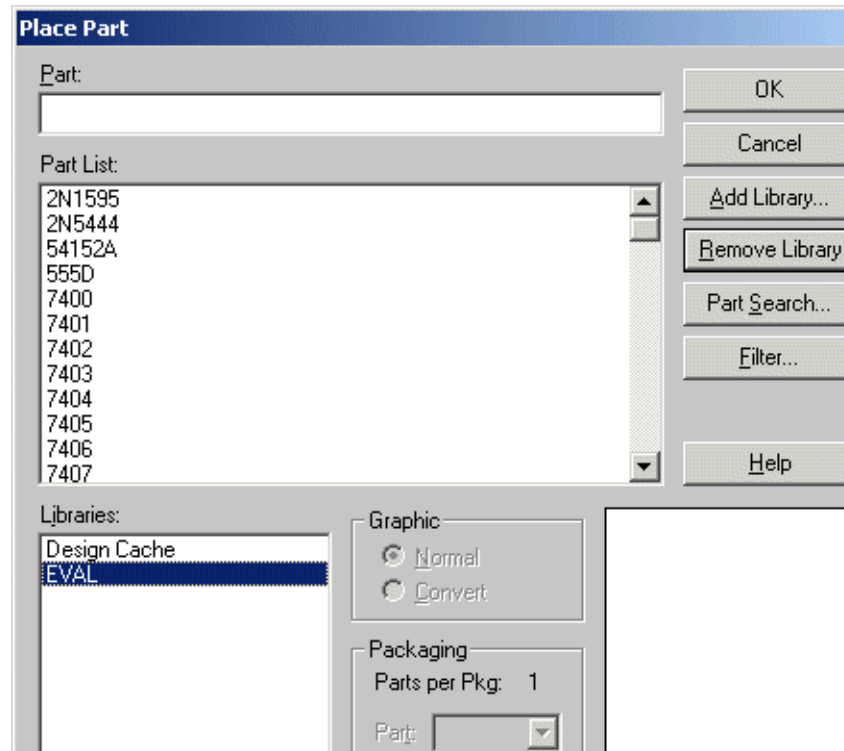 Place Part
Part:
OK
Cancel
Part List:
Add Library...
2N1595
2N5444
54152A
555D
7400
7401
7402
7403
7404
7405
7406
7407
Remove Library
Part Search...
Filter...
Help
Libraries:
Design Cache
EVAL
Graphic
Normal
Convert
Packaging
Parts per Pkg: 1
Part: